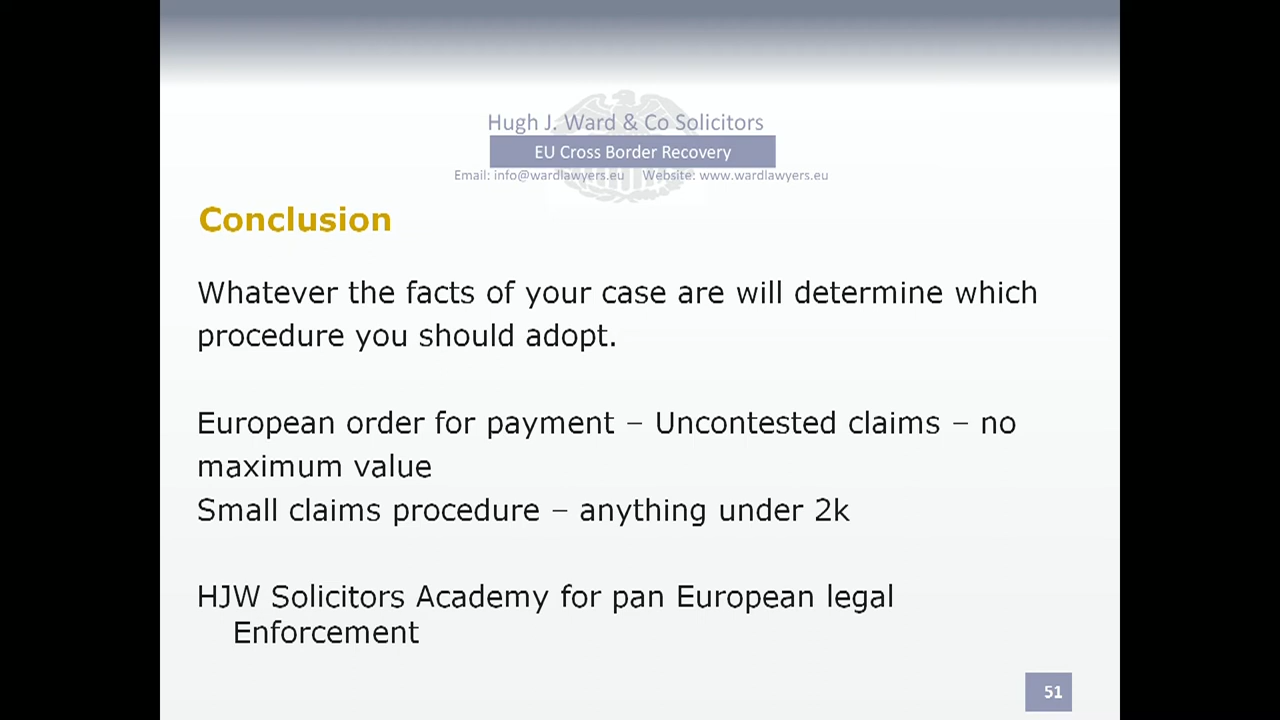 Hugh J. Ward & Co Solicitors
EU Cross Border Recovery
Email: info@wardlawyers.eu Website: www.wardlawyers.eu
Conclusion
Whatever the facts of your case are will determine which
procedure you should adopt.
European order for payment – Uncontested claims – no
maximum value
Small claims procedure – anything under 2k
HJW Solicitors Academy for pan European legal
Enforcement
51